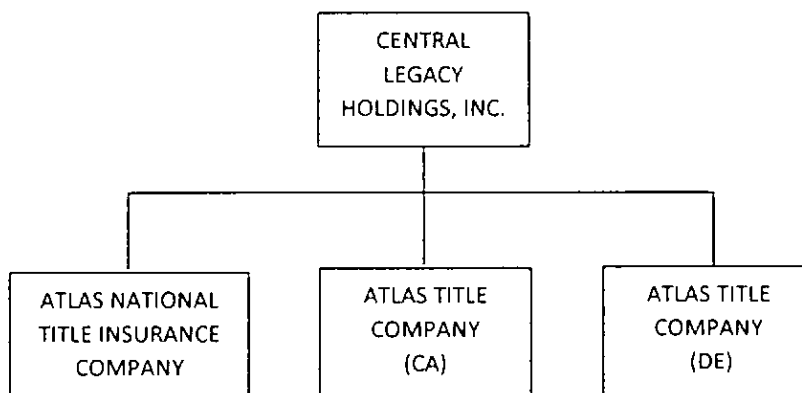 CENTRAL
LEGACY
HOLDINGS, INC.
ATLAS NATIONAL
TITLE INSURANCE
COMPANY
ATLAS TITLE
COMPANY
(CA)
ATLAS TITLE
COMPANY
(DE)